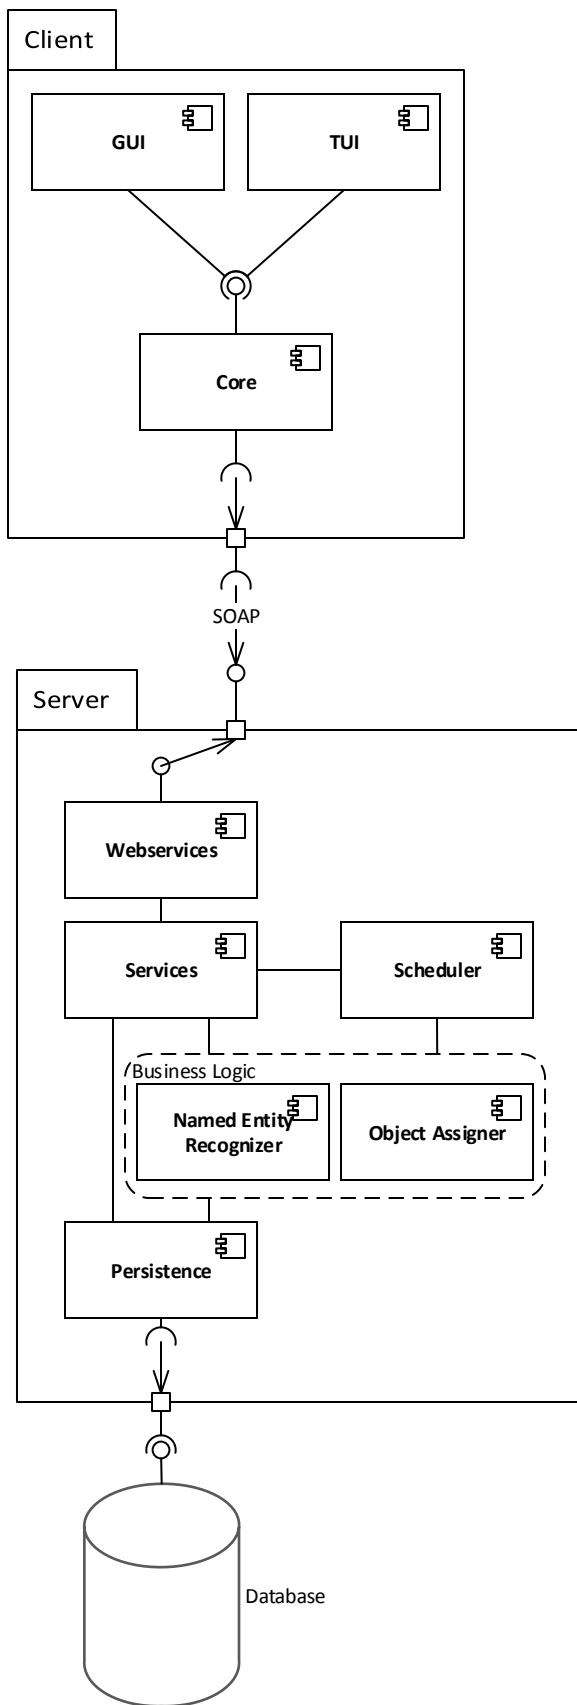 Client
GUI
TUI
Core
SOAP
Server
Webservices
Services
Scheduler
Business Logic
Named Entity
Recognizer
Object Assigner
Persistence
Database